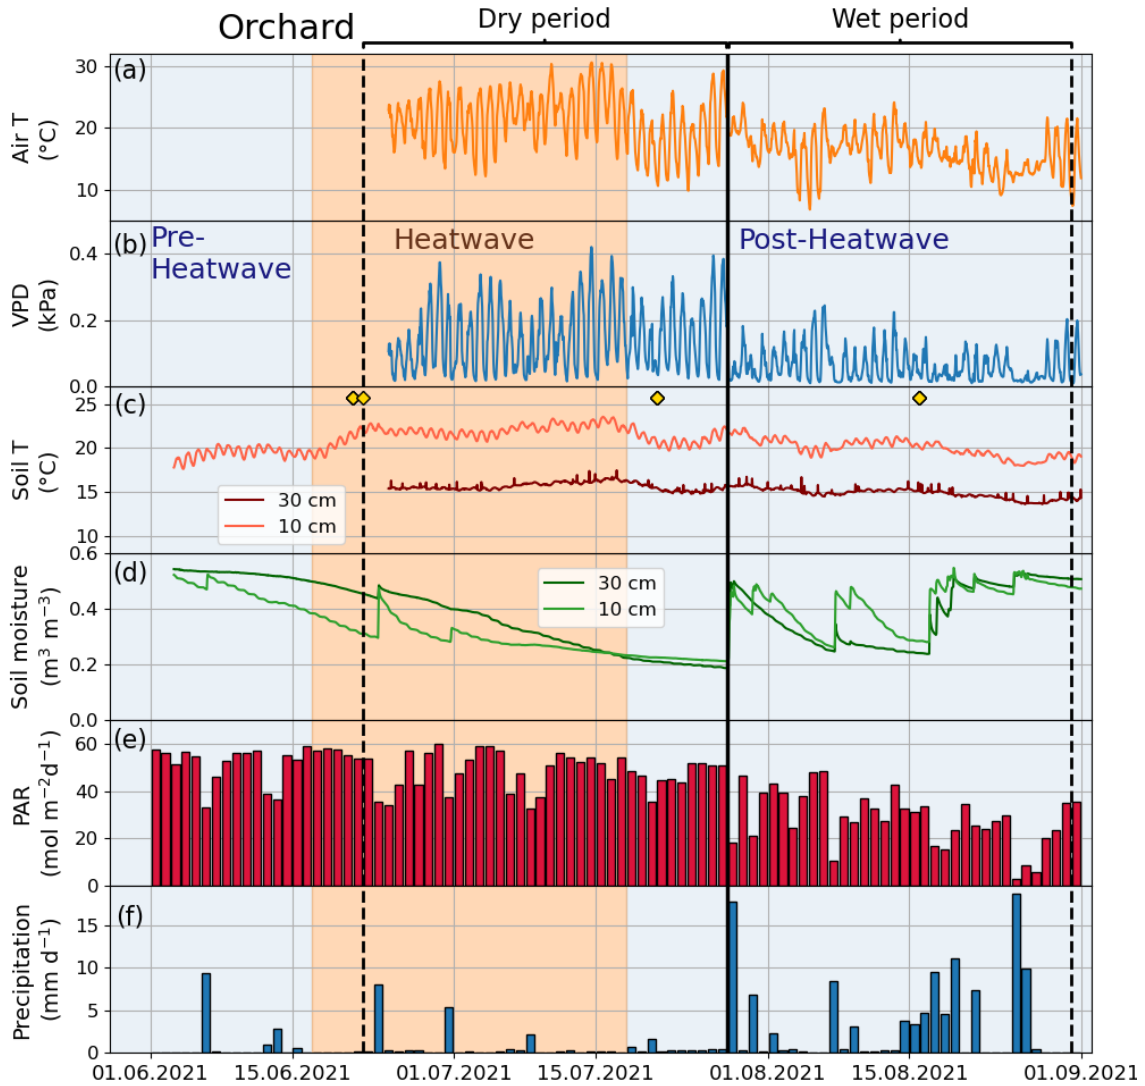 Orchard
Dry period
Wet period
(a)
30
20
10
Air T
(°C)
(b)
Pre-
Heatwave
Heatwave
Post-Heatwave
0.4
0.2
0.0
VPD
(kPa)
(c)
25
20
15
10
Soil T
(°C)
30 cm
10 cm
(d)
0.6
0.4
0.2
0.0
Soil moisture
(m³ m⁻³)
30 cm
10 cm
(e)
60
40
20
0
PAR
(mol m⁻²d⁻¹)
(f)
15
10
5
0
Precipitation
(mm d⁻¹)
01.06.2021
15.06.2021
01.07.2021
15.07.2021
01.08.2021
15.08.2021
01.09.2021